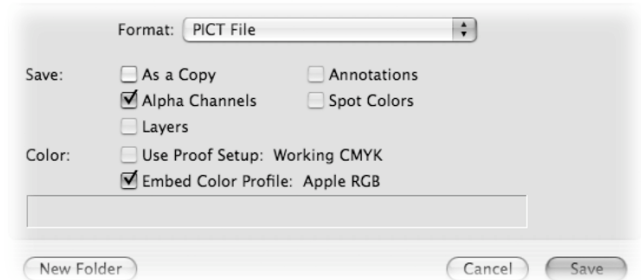 Format: PICT File
Save: As a Copy Annotations
Alpha Channels Spot Colors
Layers
Color: Use Proof Setup: Working CMYK
Embed Color Profile: Apple RGB
New Folder Cancel Save